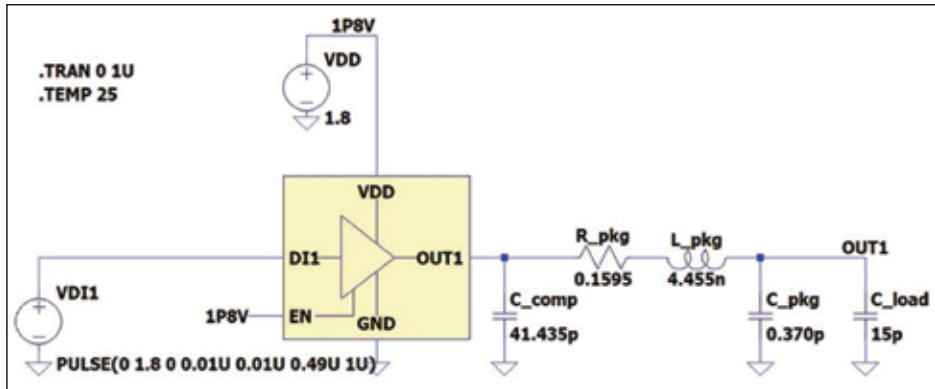 1P8V
VDD
.TRAN 0 1U
.TEMP 25
1.8
VDD
DI1
OUT1
VDI1
1P8V
EN
GND
PULSE(0 1.8 0 0.01U 0.01U 0.49U 1U)
R_pkg
0.1595
L_pkg
4.455n
OUT1
C_comp
41.435p
C_pkg
0.370p
C_load
15p